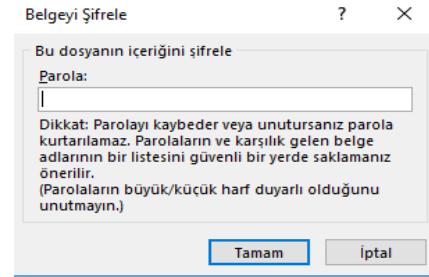 Belgeyi Şifrele ? ×
Bu dosyanın içeriğini şifrele
Parola:
Dikkat: Parolayı kaybeder veya unutursanız parola
kurtarılamaz. Parolaların ve karşılık gelen belge
adlarının bir listesini güvenli bir yerde saklamanız
önerilir.
(Parolaların büyük/küçük harf duyarlı olduğunu
unutmayın.)
Tamam İptal